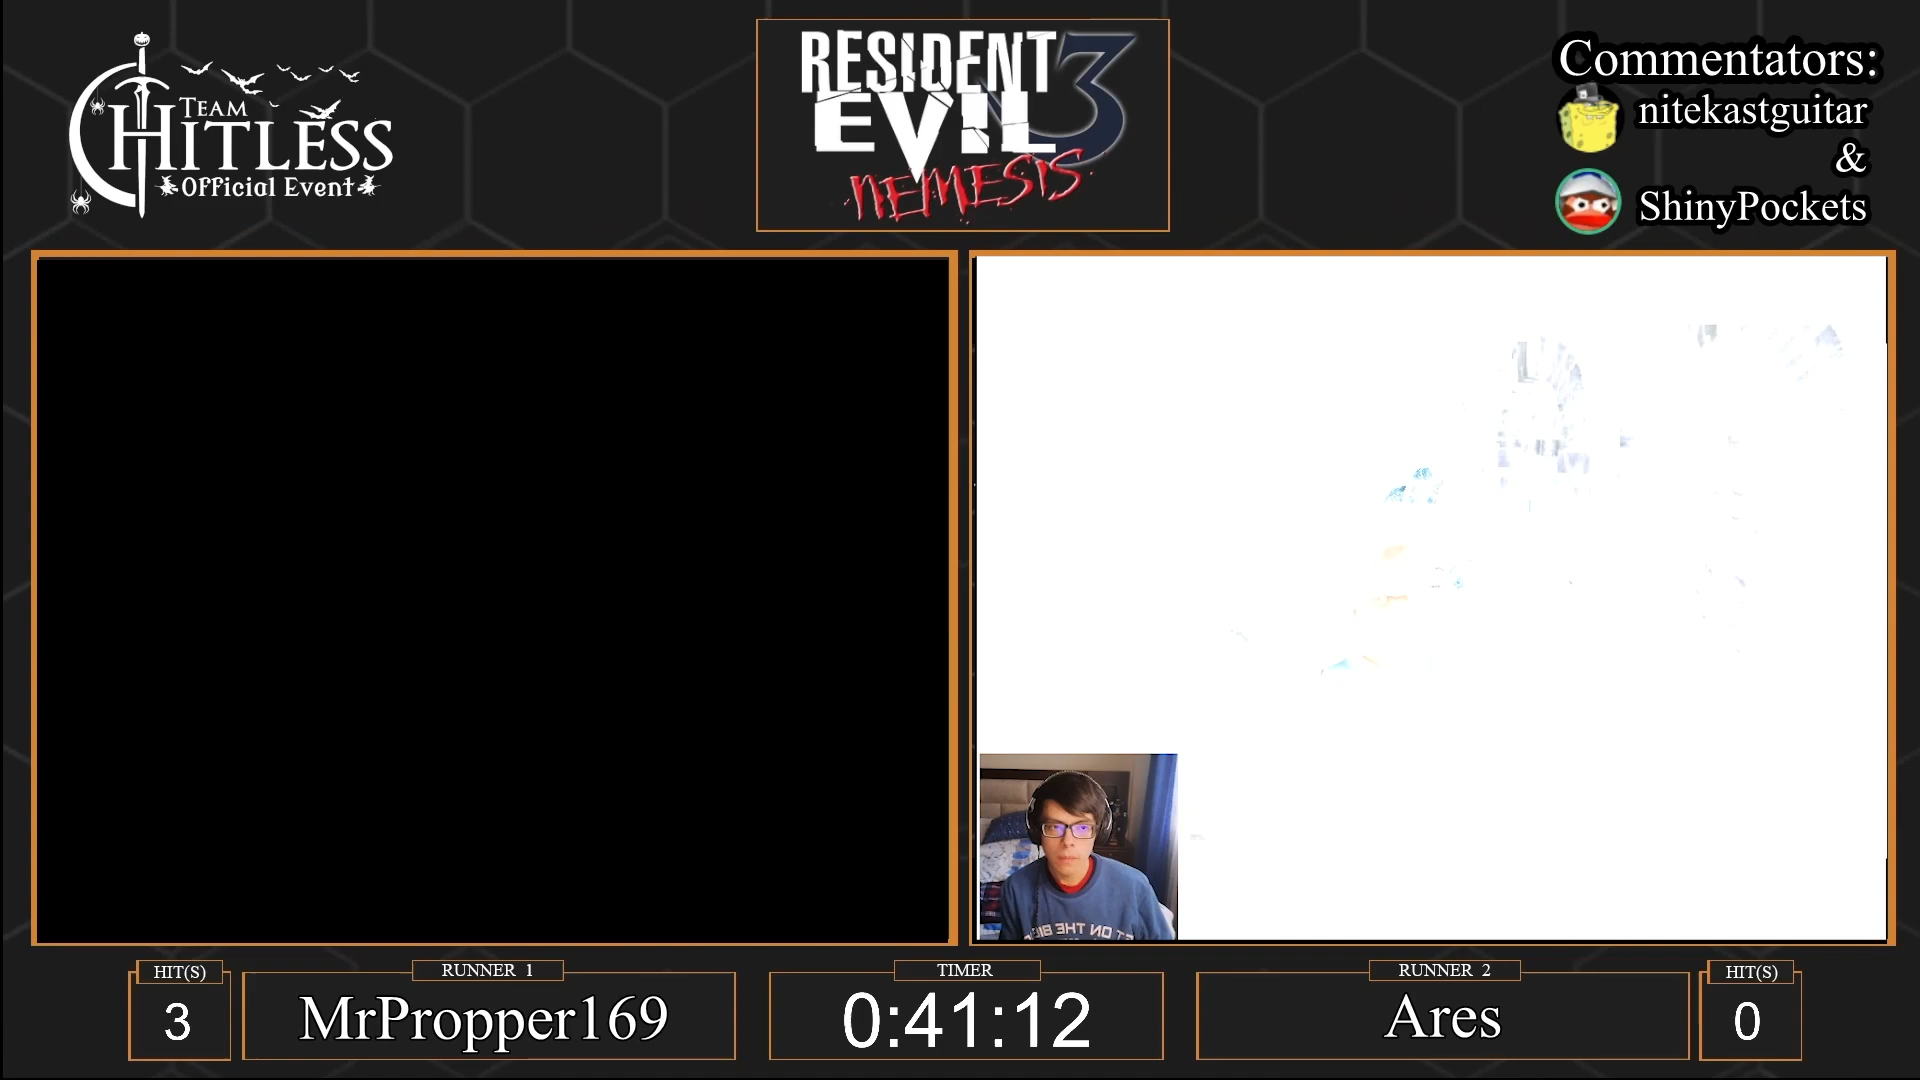 TEAM
HITLESS
Official Event
RESIDENT
EVIL 3
NEMESIS
Commentators:
nitekastguitar
&
ShinyPockets
HIT(S)
3
RUNNER 1
MrPropper169
TIMER
0:41:12
RUNNER 2
Ares
HIT(S)
0